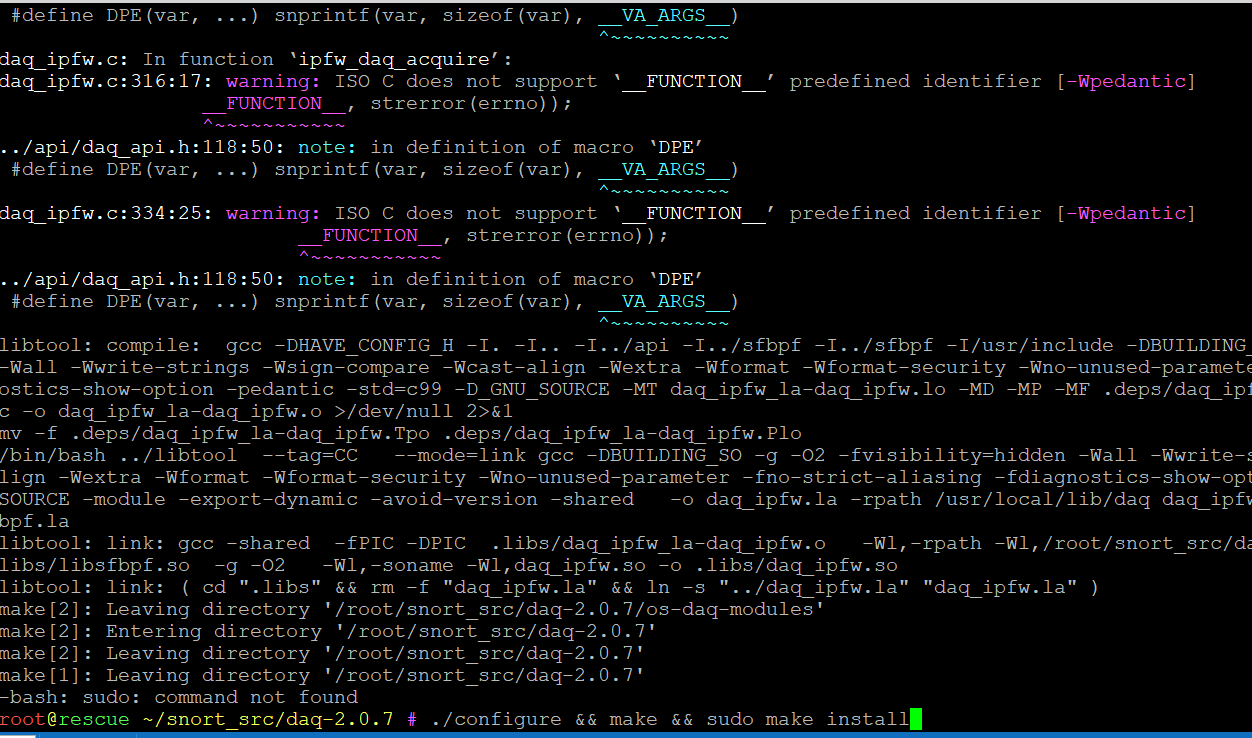 #define DPE(var, ...) snprintf(var, sizeof(var), __VA_ARGS__)
^~~~~~~~~~~
daq_ipfw.c: In function ‘ipfw_daq_acquire’:
daq_ipfw.c:316:17: warning: ISO C does not support ‘__FUNCTION__’ predefined identifier [-Wpedantic]
__FUNCTION__, strerror(errno));
^~~~~~~~~~~~
../api/daq_api.h:118:50: note: in definition of macro ‘DPE’
#define DPE(var, ...) snprintf(var, sizeof(var), __VA_ARGS__)
^~~~~~~~~~~
daq_ipfw.c:334:25: warning: ISO C does not support ‘__FUNCTION__’ predefined identifier [-Wpedantic]
__FUNCTION__, strerror(errno));
^~~~~~~~~~~~
../api/daq_api.h:118:50: note: in definition of macro ‘DPE’
#define DPE(var, ...) snprintf(var, sizeof(var), __VA_ARGS__)
^~~~~~~~~~~
libtool: compile:  gcc -DHAVE_CONFIG_H -I. -I.. -I../api -I../sfbpf -I../sfbpf -I/usr/include -DBUILDING_
-Wall -Wwrite-strings -Wsign-compare -Wcast-align -Wextra -Wformat -Wformat-security -Wno-unused-paramete
ostics-show-option -pedantic -std=c99 -D_GNU_SOURCE -MT daq_ipfw_la-daq_ipfw.lo -MD -MP -MF .deps/daq_ipf
c -o daq_ipfw_la-daq_ipfw.o >/dev/null 2>&1
mv -f .deps/daq_ipfw_la-daq_ipfw.Tpo .deps/daq_ipfw_la-daq_ipfw.Plo
/bin/bash ../libtool  --tag=CC   --mode=link gcc -DBUILDING_SO -g -O2 -fvisibility=hidden -Wall -Wwrite-s
lign -Wextra -Wformat -Wformat-security -Wno-unused-parameter -fno-strict-aliasing -fdiagnostics-show-opt
SOURCE -module -export-dynamic -avoid-version -shared   -o daq_ipfw.la -rpath /usr/local/lib/daq daq_ipfw
bpf.la
libtool: link: gcc -shared  -fPIC -DPIC  .libs/daq_ipfw_la-daq_ipfw.o   -Wl,-rpath -Wl,/root/snort_src/da
libs/libsfbpf.so  -g -O2   -Wl,-soname -Wl,daq_ipfw.so -o .libs/daq_ipfw.so
libtool: link: ( cd ".libs" && rm -f "daq_ipfw.la" && ln -s "../daq_ipfw.la" "daq_ipfw.la" )
make[2]: Leaving directory '/root/snort_src/daq-2.0.7/os-daq-modules'
make[2]: Entering directory '/root/snort_src/daq-2.0.7'
make[2]: Leaving directory '/root/snort_src/daq-2.0.7'
make[1]: Leaving directory '/root/snort_src/daq-2.0.7'
-bash: sudo: command not found
root@rescue ~/snort_src/daq-2.0.7 # ./configure && make && sudo make install